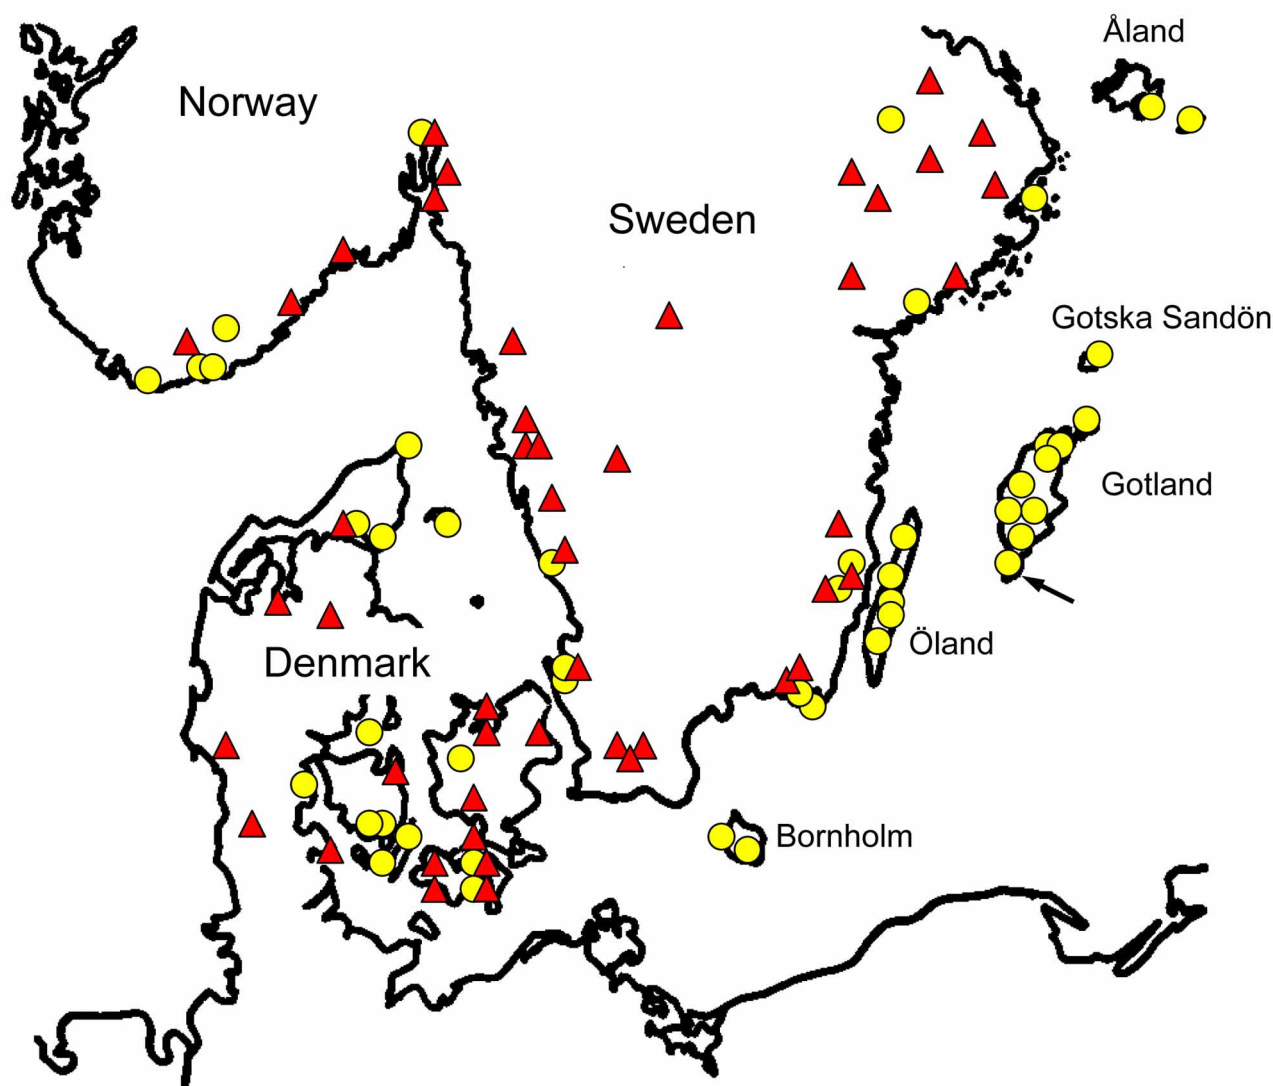 Åland
Norway
Sweden
Gotska Sandön
Gotland
Öland
Denmark
Bornholm